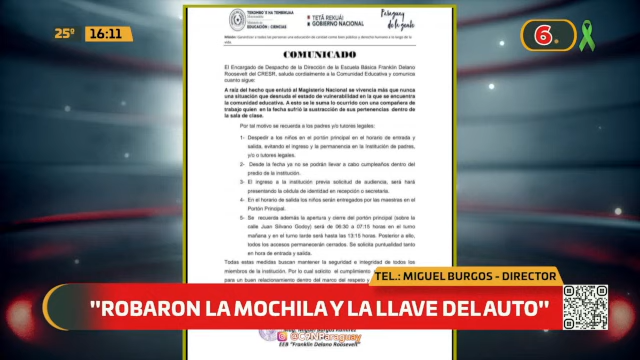 25°
16:11
6.
TEMBIAPO
MINISTERIO DE
EDUCACIÓN Y CIENCIAS
TETÃ REKUÁI
GOBIERNO NACIONAL
Paraguay
de la gente
COMUNICADO
El Encargado de Despacho de la Dirección de la Escuela Básica Franklin Delano
Roosevelt del CRESR, saluda cordialmente a la Comunidad Educativa y comunica
cuanto sigue:
A raíz del hecho que enlutó al Magisterio Nacional se vivencia más que nunca
una situación que desnuda el estado de vulnerabilidad en la que se encuentra
la comunidad educativa. A esto se le suma lo ocurrido con una compañera de
trabajo quien en la fecha sufrió la sustracción de sus pertenencias dentro
de la sala de clase.
Por tal motivo se recuerda a los padres y/o tutores legales:
1- Despedir a los niños en el portón principal en el horario de entrada y
salida, evitando el ingreso y la permanencia en la institución de padres,
y/o tutores legales.
2- Desde la fecha ya no se podrán llevar a cabo cumpleaños dentro del
predio de la institución.
3- El ingreso a la institución previa solicitud de audiencia, será hará
presentando la cédula de identidad en recepción o secretaría.
4- En el horario de salida los niños serán entregados por las maestras en el
Portón Principal.
5- Se recuerda además la apertura y cierre del portón principal (sobre la
calle Juan Silvano Godoy) será de 06:30 a 07:15 horas en el turno
mañana y en el turno tarde será hasta las 13:15 horas. Posterior a ello,
todos los accesos permanecerán cerrados. Se solicita puntualidad tanto
en hora de entrada y salida.
Todas estas medidas buscan mantener la seguridad e integridad de todos los
miembros de la institución. Por lo cual solicito el cumplimiento
para un buen relacionamiento dentro del marco del respeto y
TEL.: MIGUEL BURGOS - DIRECTOR
"ROBARON LA MOCHILA Y LA LLAVE DEL AUTO"
@C9NParaguay
EEB "Franklin Delano Roosevelt"